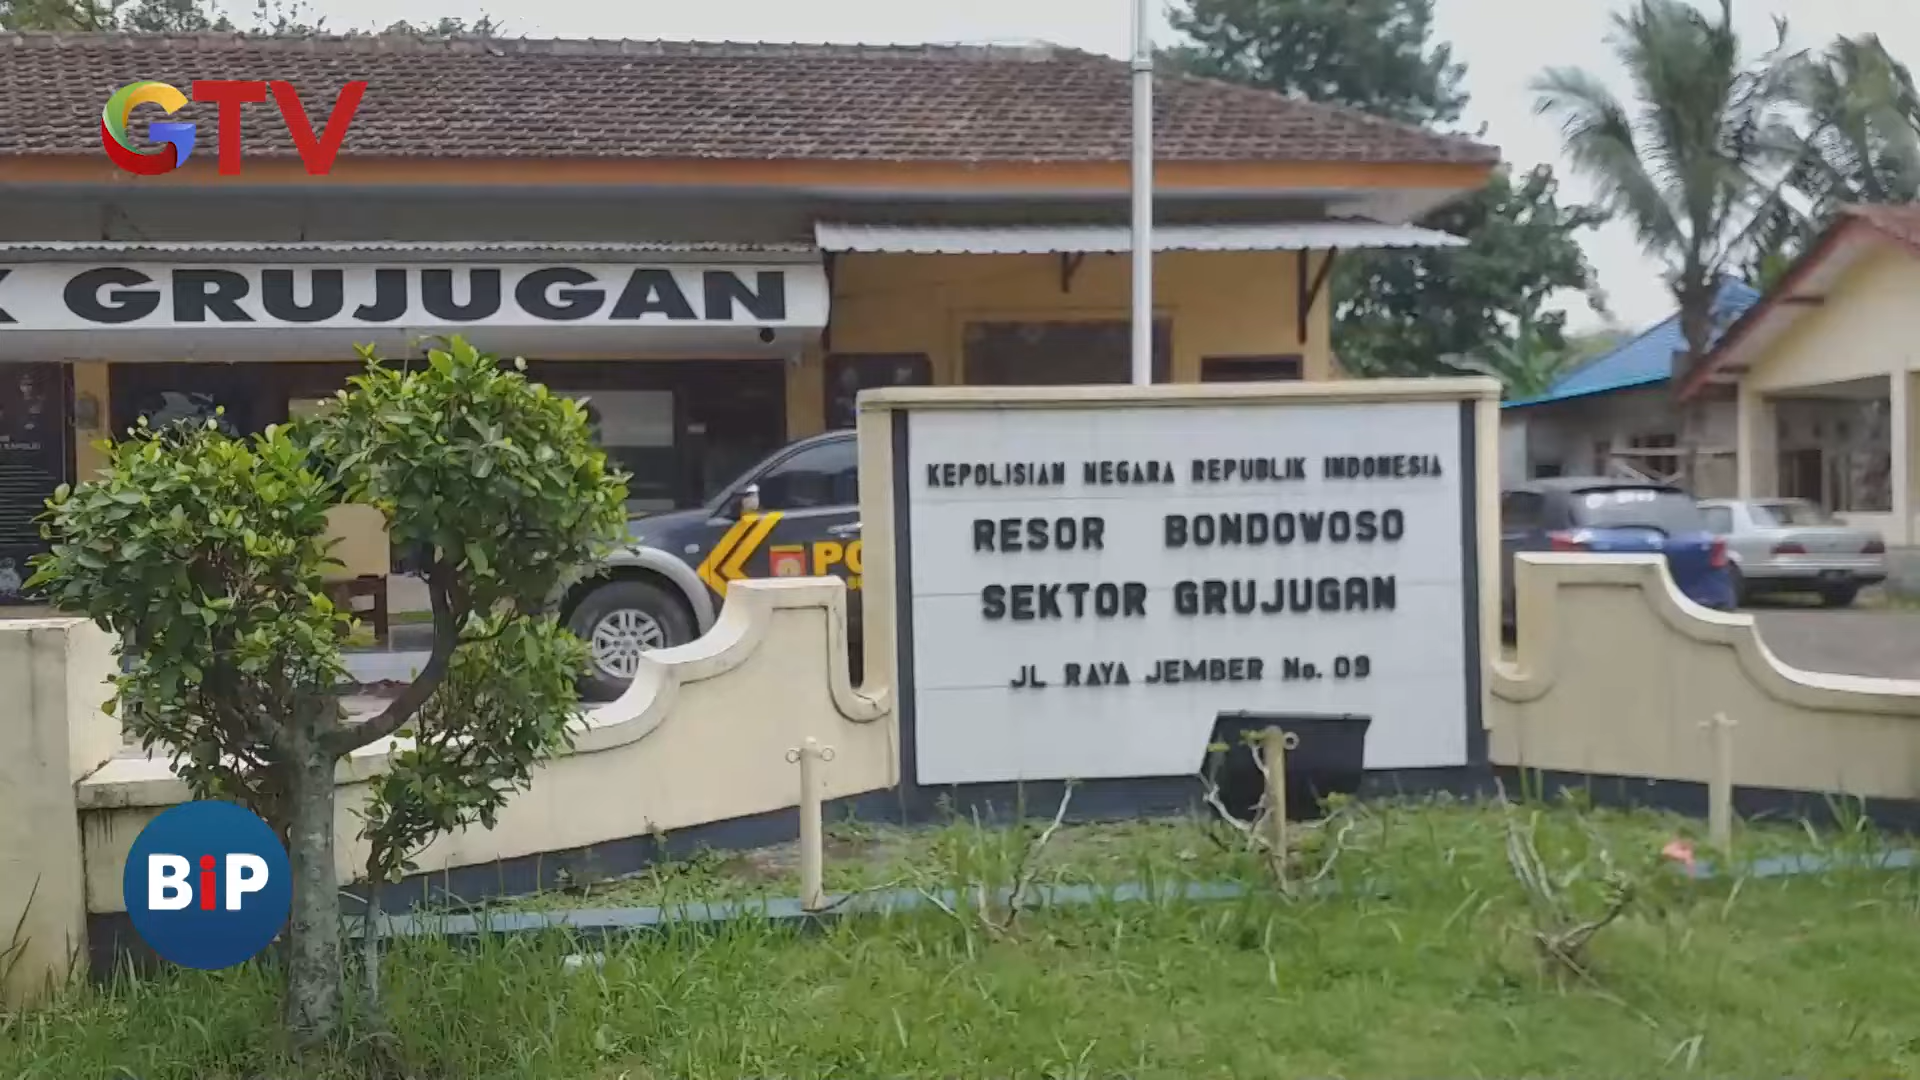 GTV
GRUJUGAN
KEPOLISIAN NEGARA REPUBLIK INDONESIA
RESOR BONDOWOSO
SEKTOR GRUJUGAN
JL RAYA JEMBER No. 09
BiP